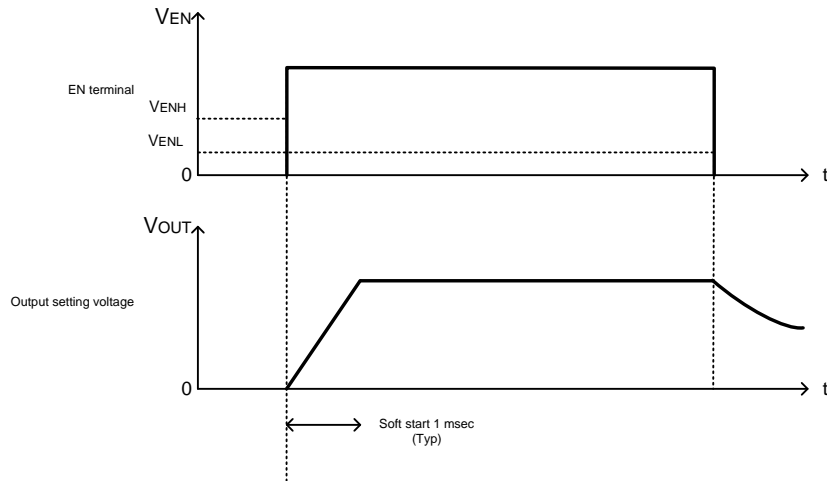 VEN
EN terminal
VENH
VENL
0
t
VOUT
Output setting voltage
0
t
Soft start 1 msec
(Typ)